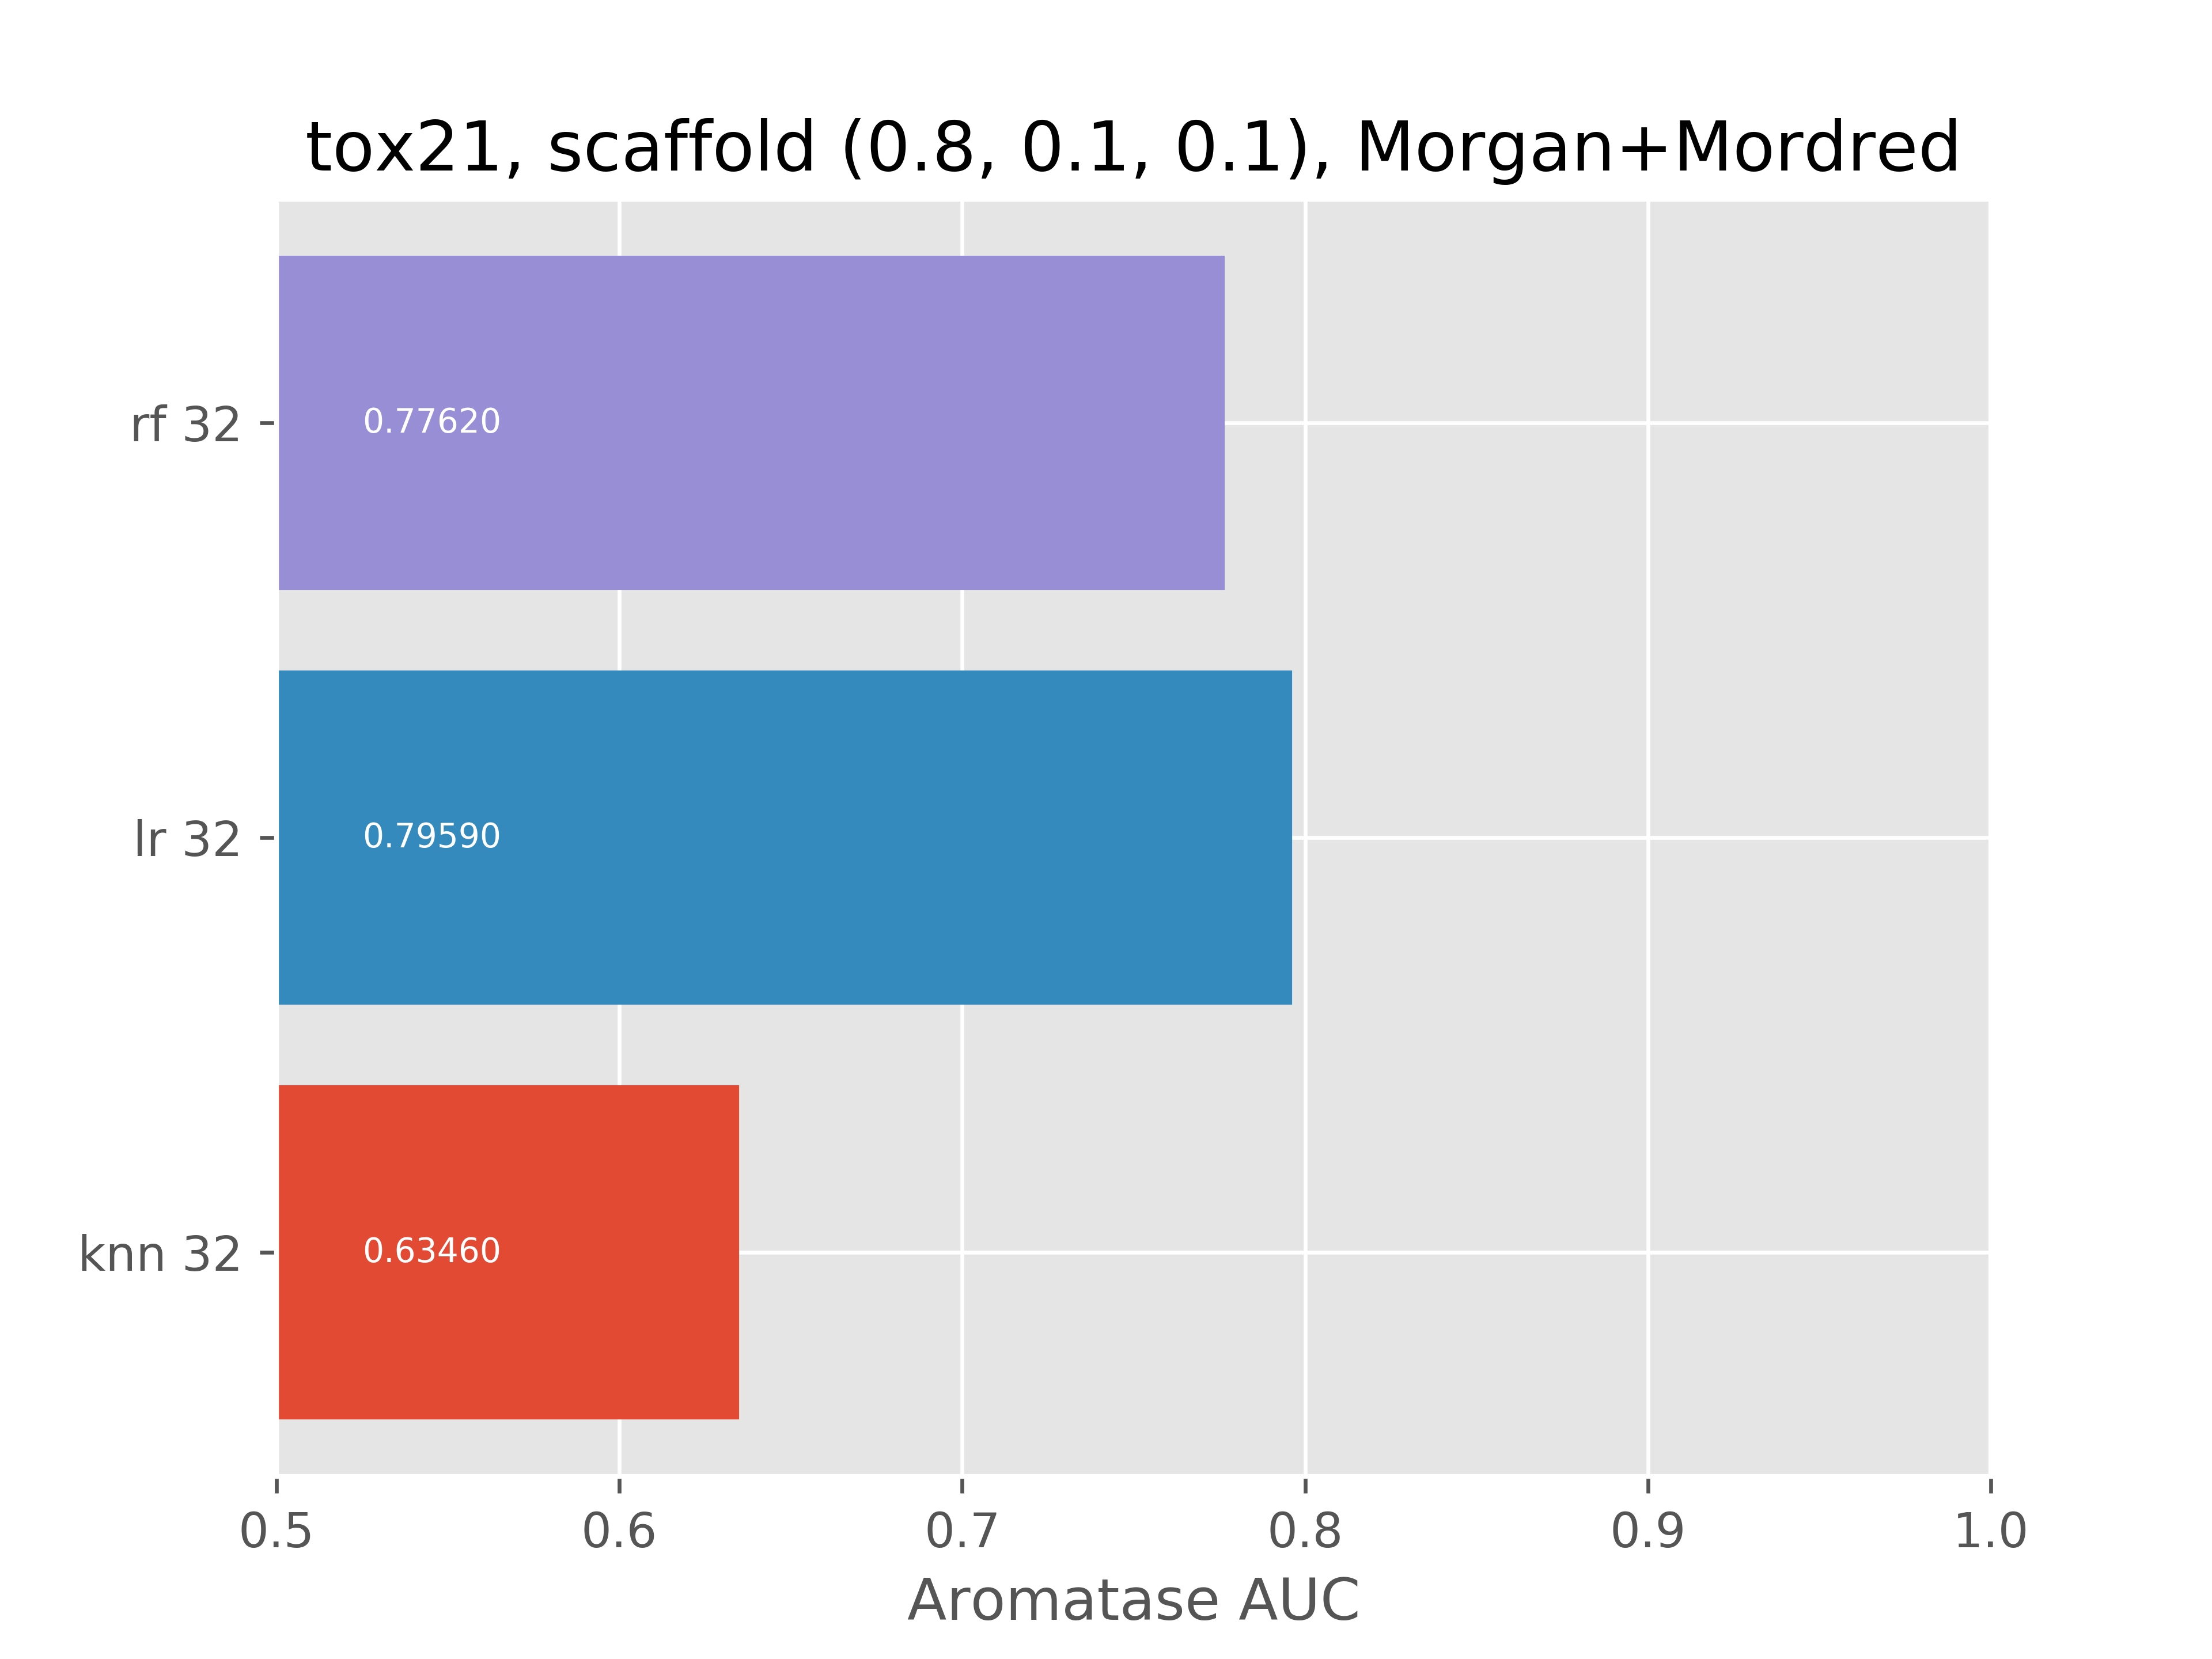 tox21, scaffold (0.8, 0.1, 0.1), Morgan+Mordred
rf 32
0.77620
lr 32
0.79590
knn 32
0.63460
0.5 0.6 0.7 0.8 0.9 1.0
Aromatase AUC